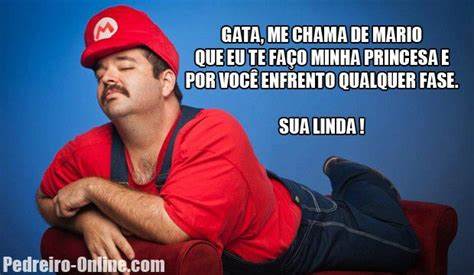 M
GATA, ME CHAMA DE MARIO
QUE EU TE FAÇO MINHA PRINCESA E
POR VOCÊ ENFRENTO QUALQUER FASE.
SUA LINDA !
Pedreiro-Online.com